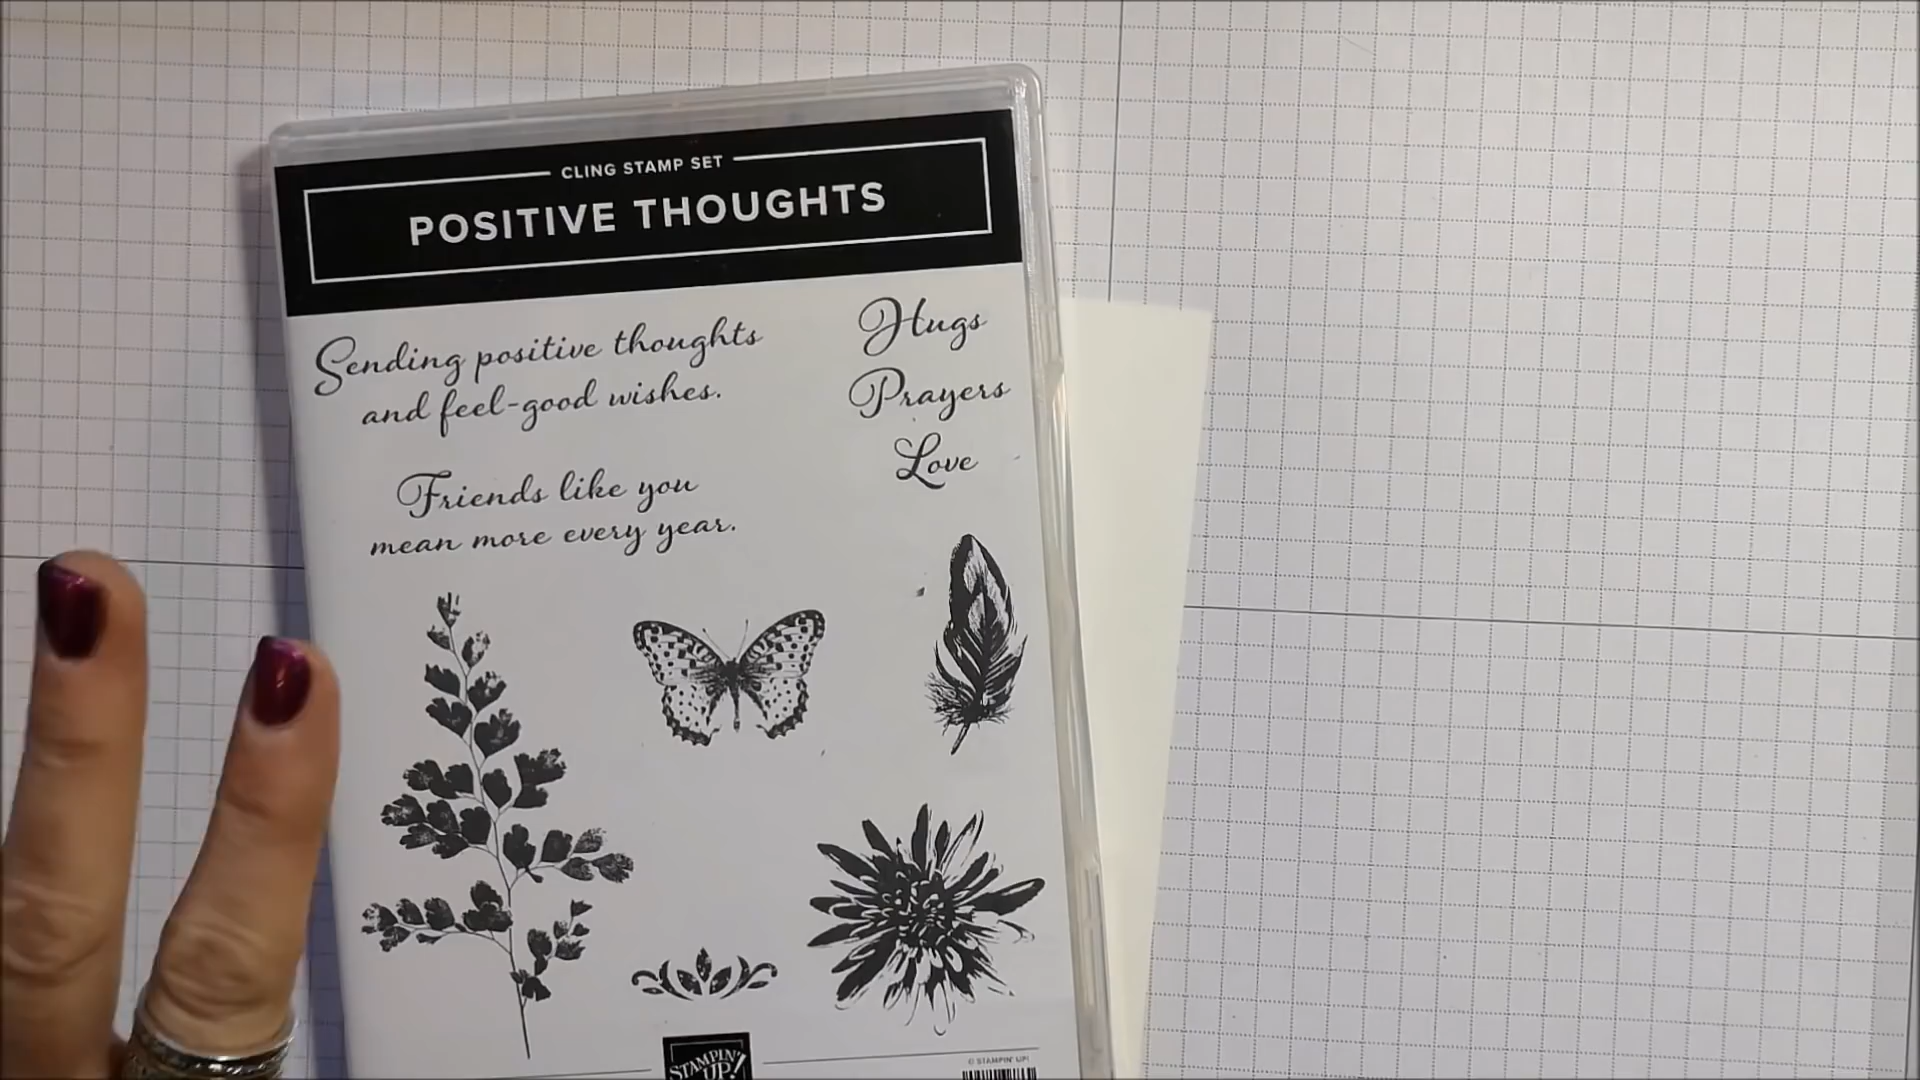 CLING STAMP SET
POSITIVE THOUGHTS
Sending positive thoughts
and feel-good wishes.
Friends like you
mean more every year.
Hugs
Prayers
Love
STAMPIN'
UP!
© STAMPIN' UP!